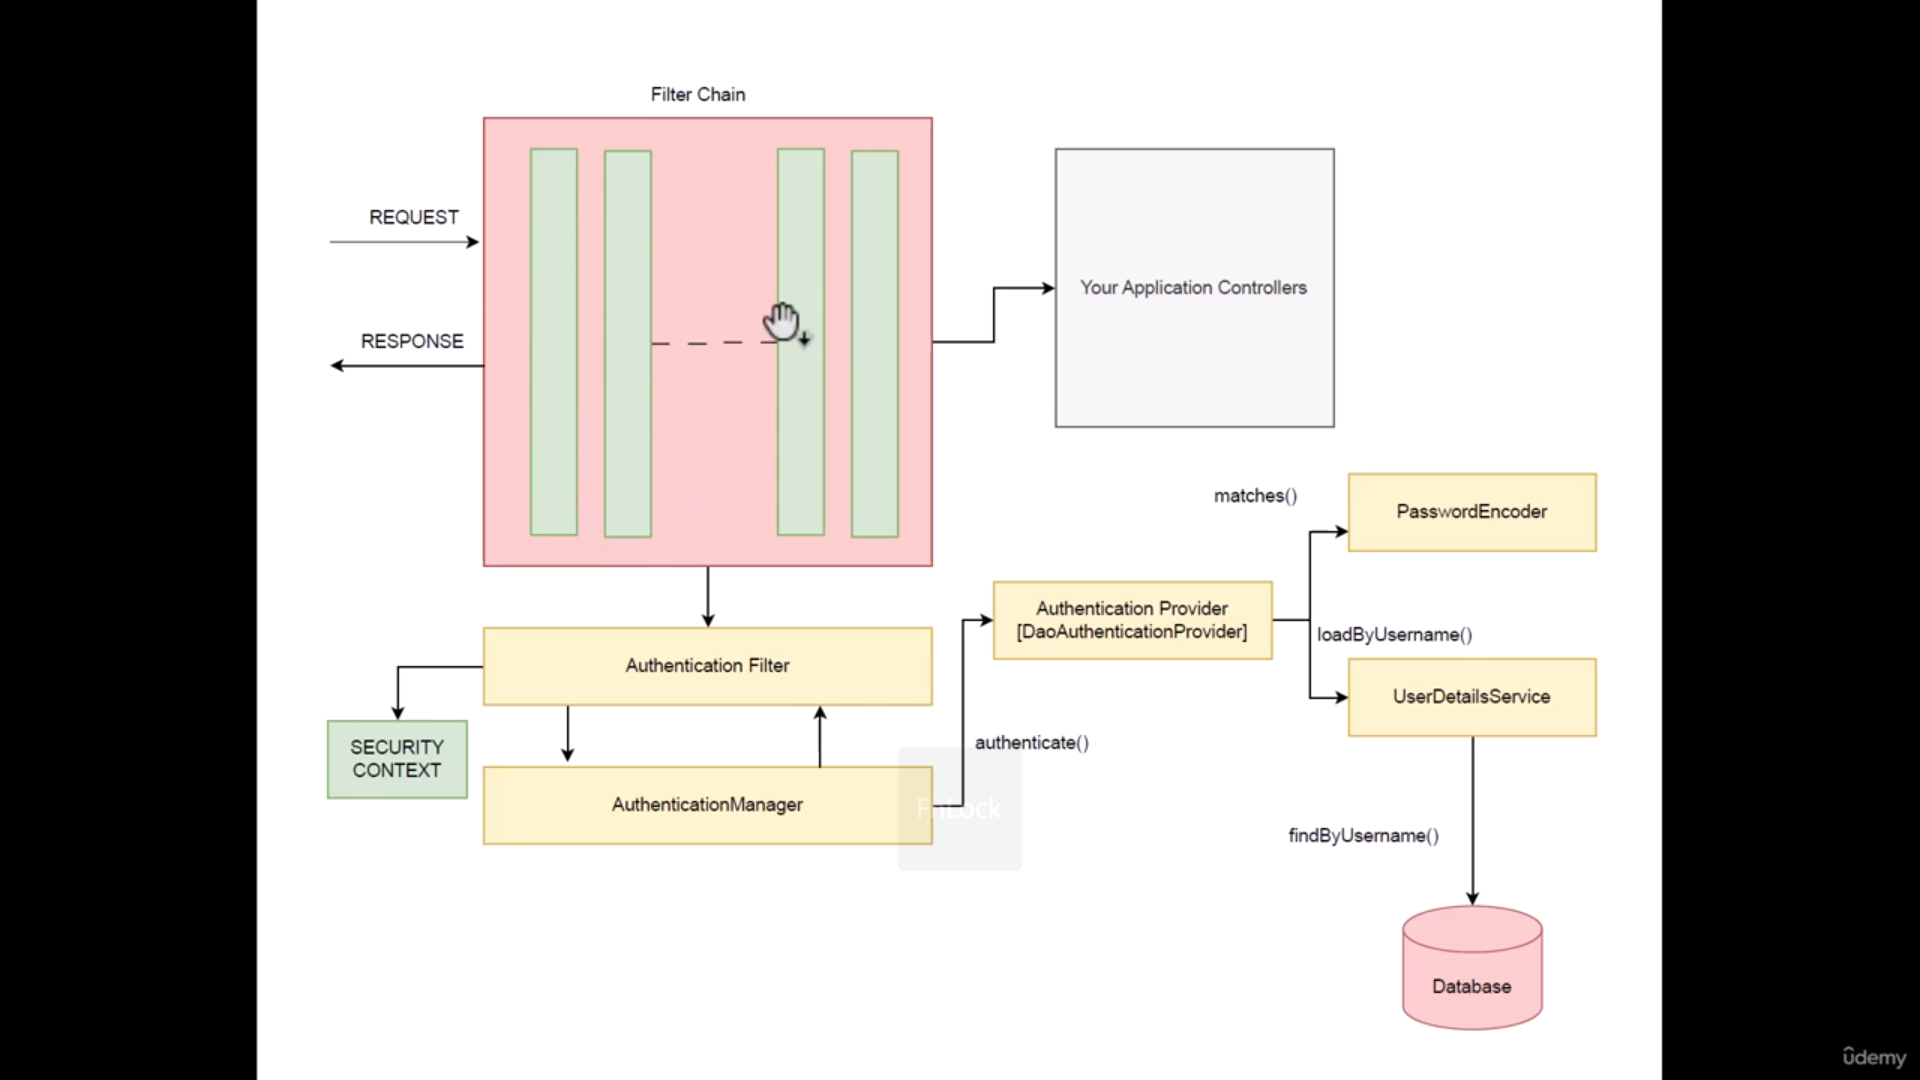 Filter Chain
REQUEST
RESPONSE
Your Application Controllers
matches()
PasswordEncoder
Authentication Provider
[DaoAuthenticationProvider]
loadByUsername()
UserDetailsService
Authentication Filter
SECURITY
CONTEXT
authenticate()
AuthenticationManager
FnLock
findByUsername()
Database
ûdemy